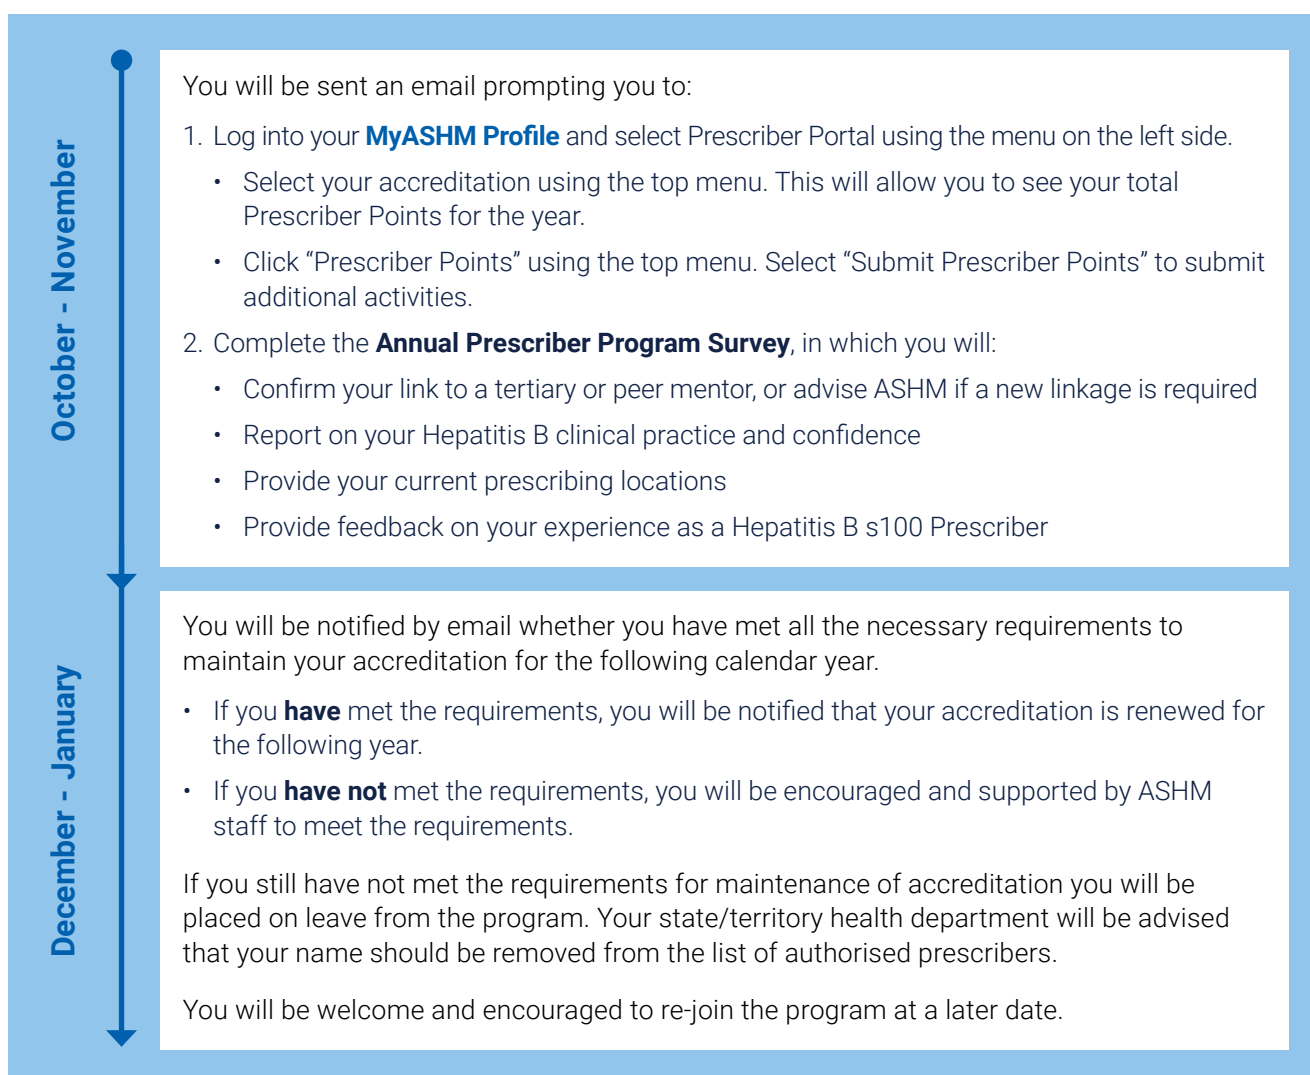 October - November
You will be sent an email prompting you to:
1. Log into your MyASHM Profile and select Prescriber Portal using the menu on the left side.
• Select your accreditation using the top menu. This will allow you to see your total
Prescriber Points for the year.
• Click “Prescriber Points” using the top menu. Select “Submit Prescriber Points” to submit
additional activities.
2. Complete the Annual Prescriber Program Survey, in which you will:
• Confirm your link to a tertiary or peer mentor, or advise ASHM if a new linkage is required
• Report on your Hepatitis B clinical practice and confidence
• Provide your current prescribing locations
• Provide feedback on your experience as a Hepatitis B s100 Prescriber
December - January
You will be notified by email whether you have met all the necessary requirements to
maintain your accreditation for the following calendar year.
• If you have met the requirements, you will be notified that your accreditation is renewed for
the following year.
• If you have not met the requirements, you will be encouraged and supported by ASHM
staff to meet the requirements.
If you still have not met the requirements for maintenance of accreditation you will be
placed on leave from the program. Your state/territory health department will be advised
that your name should be removed from the list of authorised prescribers.
You will be welcome and encouraged to re-join the program at a later date.